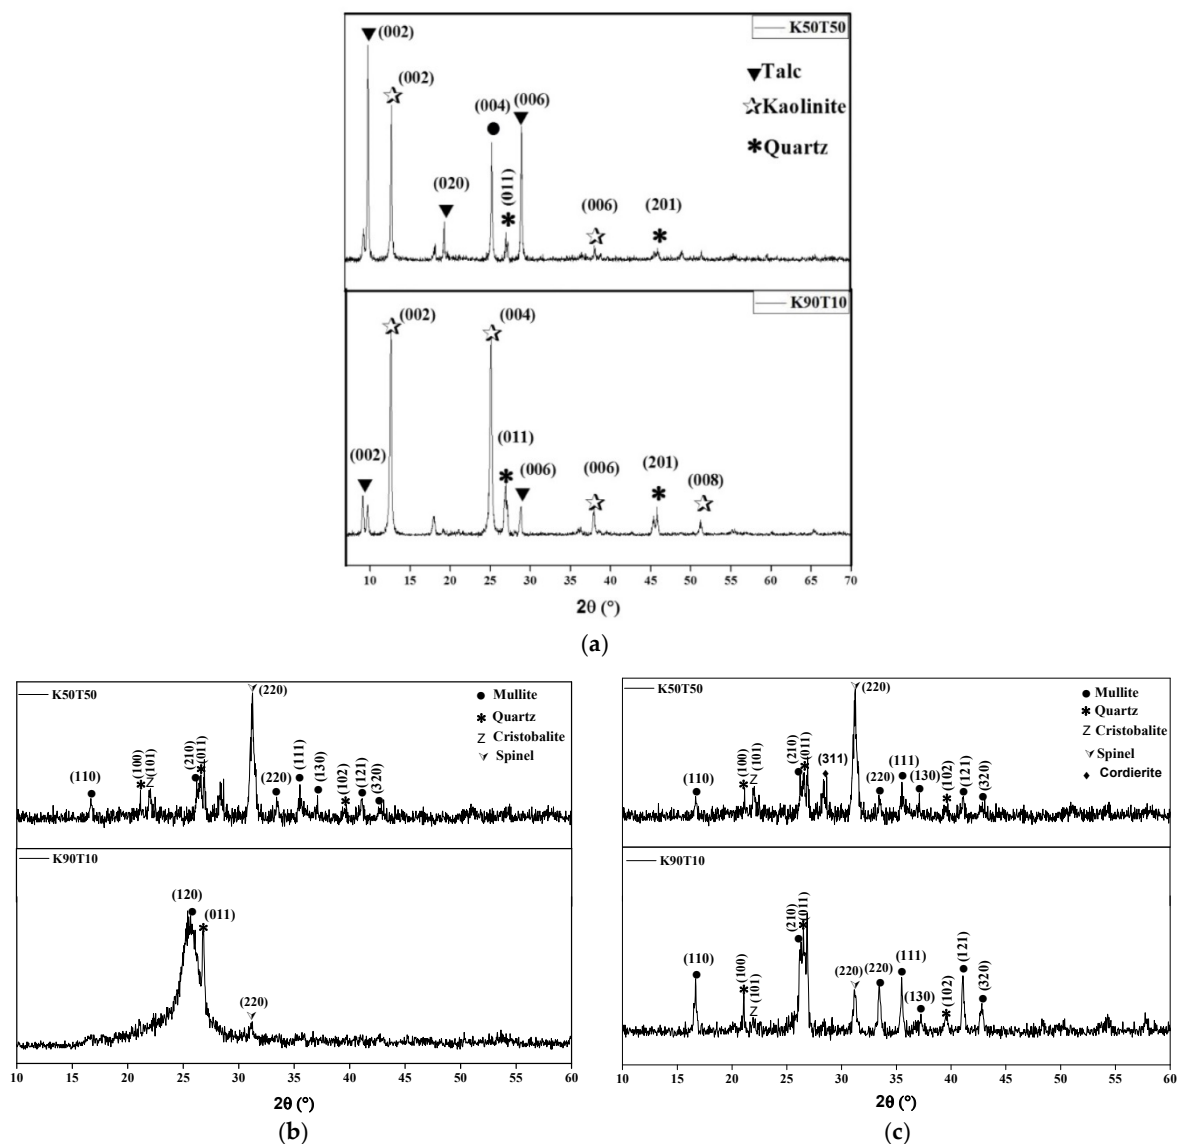 K50T50
(002)
(002)
▼Talc
☆Kaolinite
✱Quartz
(004)
(006)
(020)
(011)
(006)
(201)
K90T10
(002)
(004)
(011)
(002)
(006)
(006)
(201)
(008)
10 15 20 25 30 35 40 45 50 55 60 65 70
2θ (°)
(a)
K50T50
(220)
● Mullite
✱ Quartz
Z Cristobalite
Spinel
(110)
(100)
(101)
Z
(210)
(011)
(220)
(111)
(130)
(102)
(121)
(320)
K90T10
(120)
(011)
(220)
10 20 25 30 35 40 45 50 55 60
2θ (°)
(b)
K50T50
(220)
● Mullite
✱ Quartz
Z Cristobalite
Spinel
♦ Cordierite
(110)
(100)
(101)
Z
(210)
(011)
(311)
(220)
(111)
(130)
(102)
(121)
(320)
K90T10
(110)
(100)
(101)
Z
(210)
(011)
(220)
(220)
(111)
(130)
(102)
(121)
(320)
10 20 25 30 35 40 45 50 55 60
2θ (°)
(c)